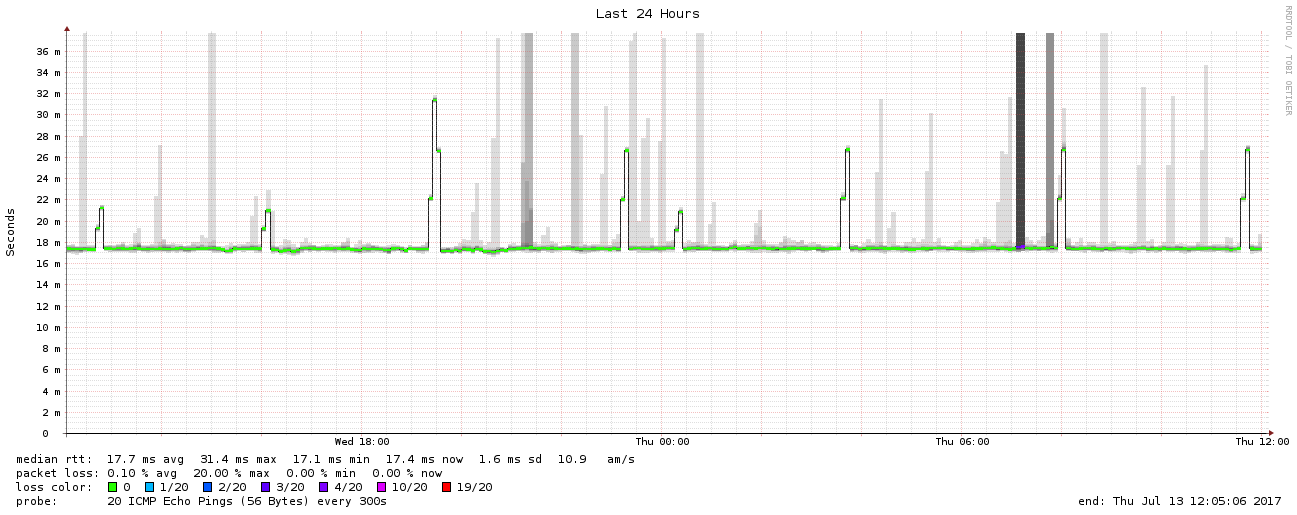 Last 24 Hours
RRDTOOL / TOBI OETIKER
Seconds
36 m
34 m
32 m
30 m
28 m
26 m
24 m
22 m
20 m
18 m
16 m
14 m
12 m
10 m
8 m
6 m
4 m
2 m
0
Wed 18:00 Thu 00:00 Thu 06:00 Thu 12:00
median rtt: 17.7 ms avg 31.4 ms max 17.1 ms min 17.4 ms now 1.6 ms sd 10.9 am/s
packet loss: 0.10 % avg 20.00 % max 0.00 % min 0.00 % now
loss color: 0 1/20 2/20 3/20 4/20 10/20 19/20
probe: 20 ICMP Echo Pings (56 Bytes) every 300s end: Thu Jul 13 12:05:06 2017